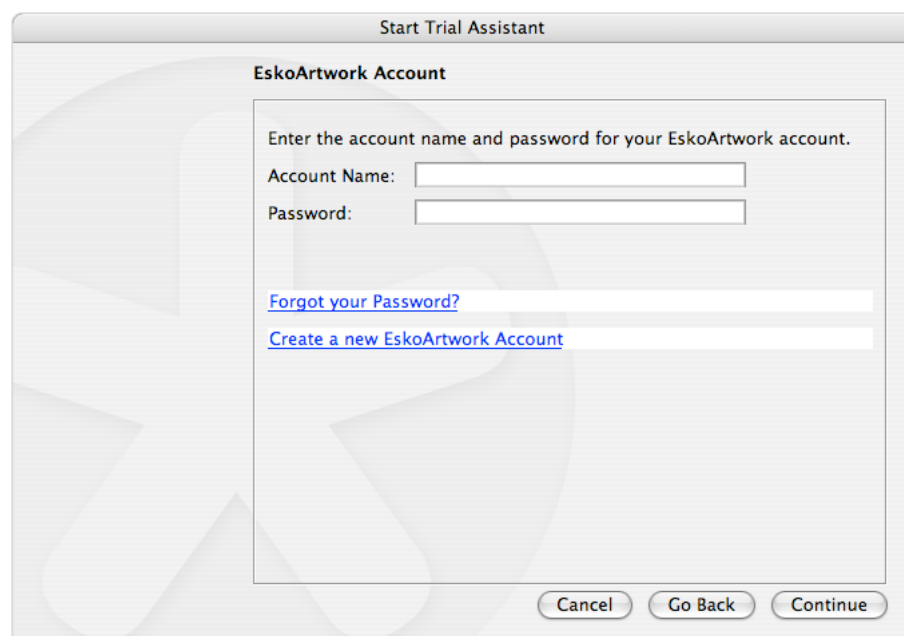 Start Trial Assistant
EskoArtwork Account
Enter the account name and password for your EskoArtwork account.
Account Name:
Password:
Forgot your Password?
Create a new EskoArtwork Account
Cancel Go Back Continue